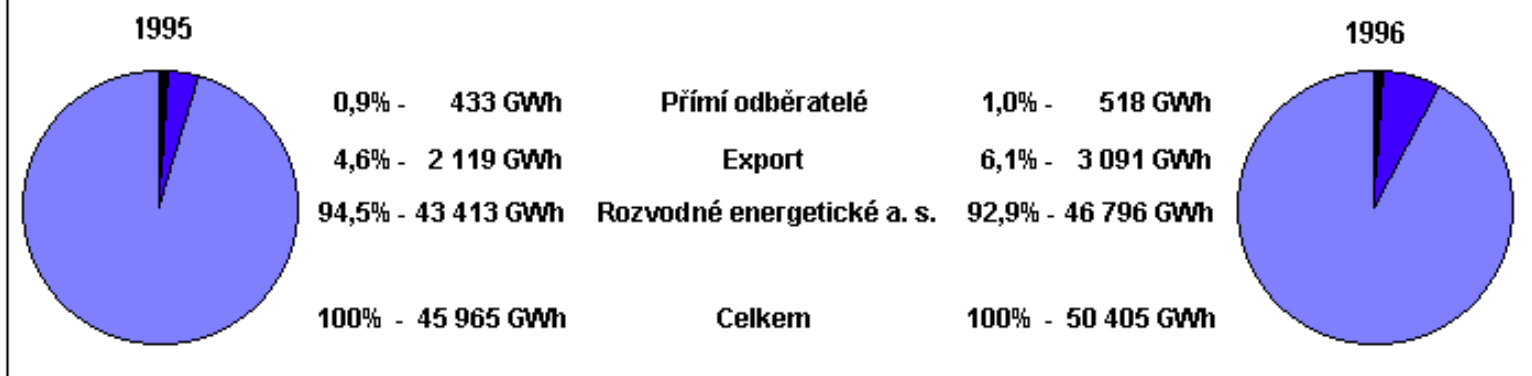 1995 1996
0,9% - 433 GWh Přímí odběratelé 1,0% - 518 GWh
4,6% - 2 119 GWh Export 6,1% - 3 091 GWh
94,5% - 43 413 GWh Rozvodné energetické a. s. 92,9% - 46 796 GWh
100% - 45 965 GWh Celkem 100% - 50 405 GWh